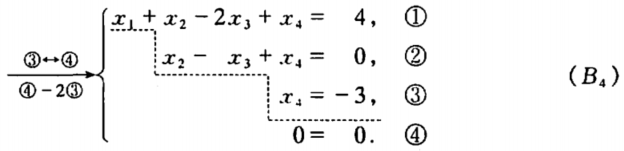 x₁ + x₂ − 2x₃ + x₄ = 4, ①
③↔④ x₂ − x₃ + x₄ = 0, ②
④ − 2③ x₄ = −3, ③ (B₄)
0 = 0. ④